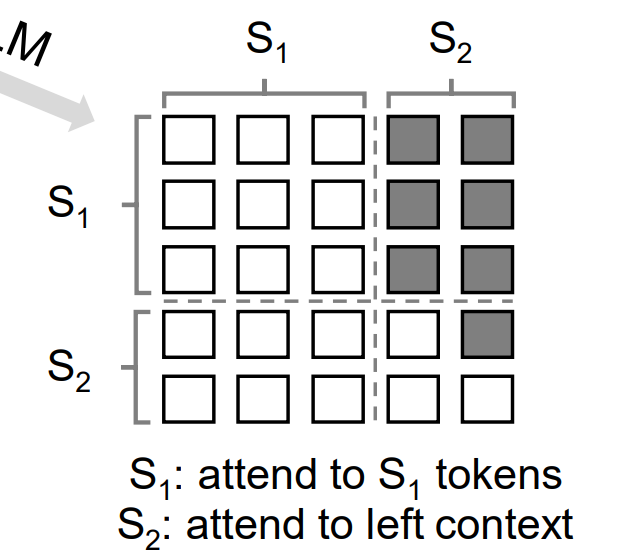 S₁ S₂
S₁
S₂
S₁: attend to S₁ tokens
S₂: attend to left context